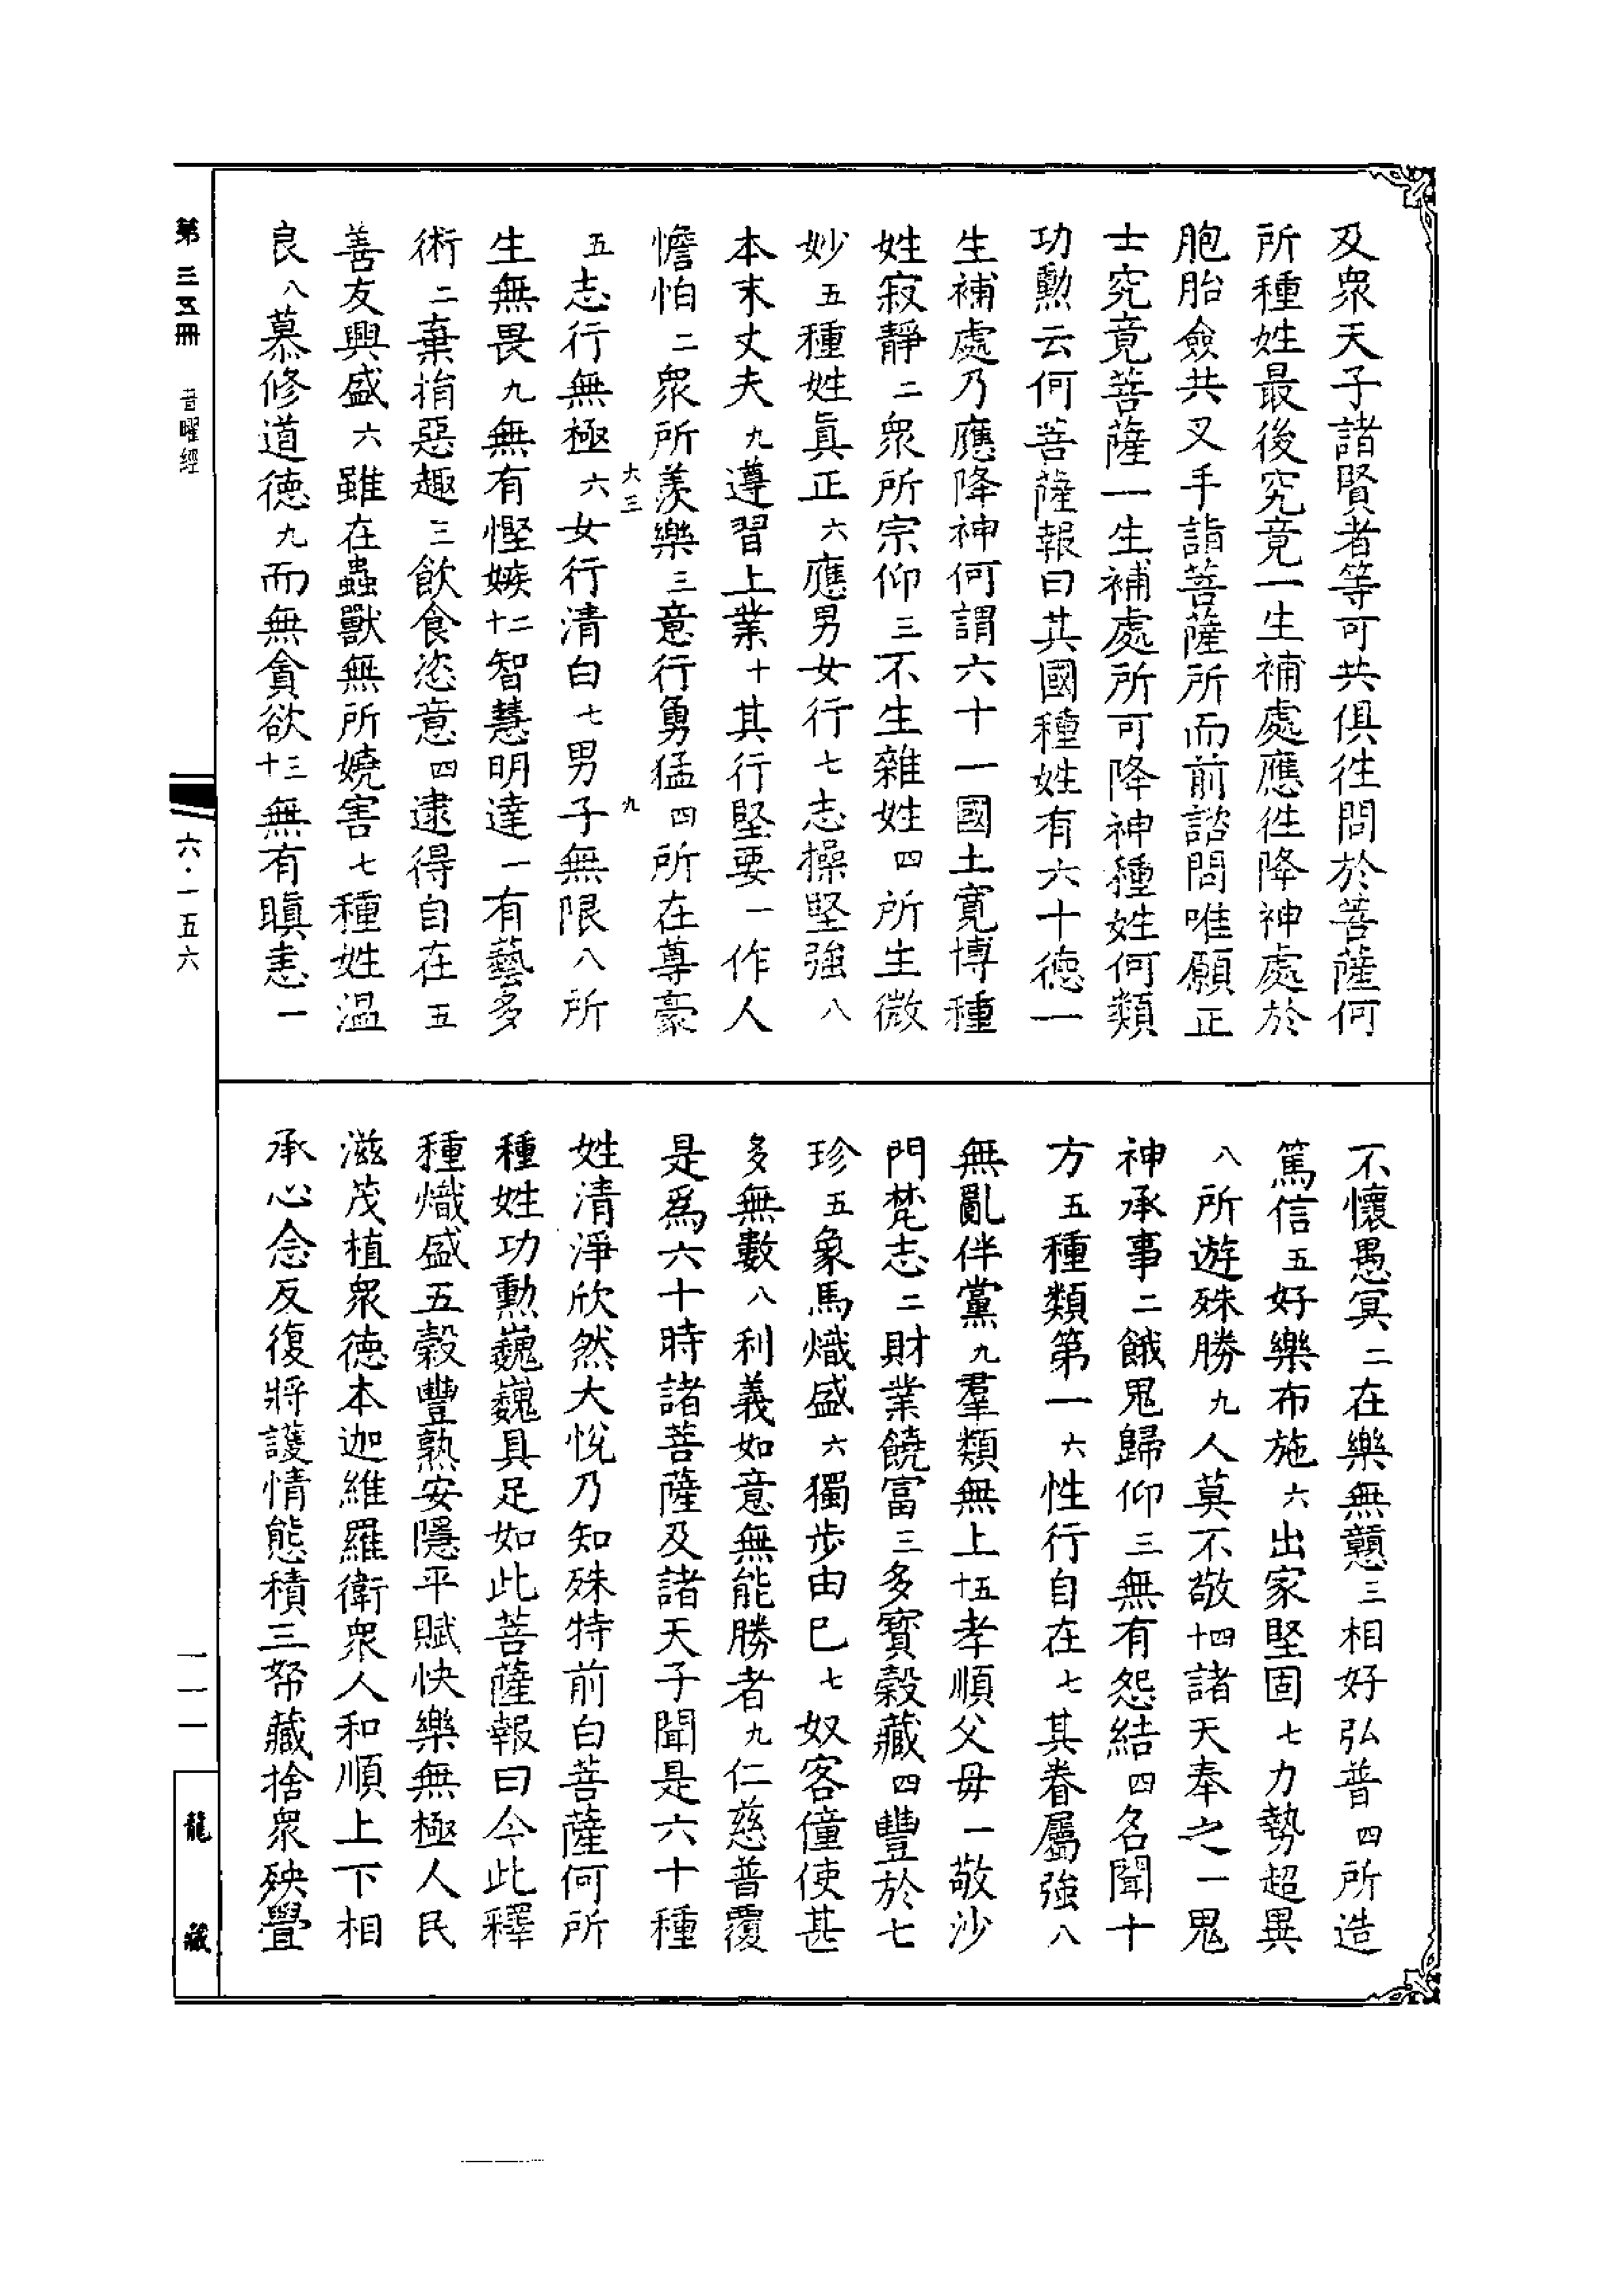 及衆天子諸賢者等可共俱徃問於菩薩何
所種姓最後究竟一生補處應徃降神處於
胞胎僉共叉手詣菩薩所而前諮問唯願正
士究竟菩薩一生補處所可降神種姓何類
功勲云何菩薩報曰其國種姓有六十德一
生補處乃應降神何謂六十一國土寛博種
姓寂靜二衆所宗仰三不生雜姓四所生微
妙五種姓眞正六應男女行七志操堅強八
本末丈夫九遵習上業十其行堅要一作人
憺怕二衆所羨樂三意行勇猛四所在尊豪
大三
九
五志行無極六女行清白七男子無限八所
生無畏九無有慳嫉二十智慧明達一有藝多
術二棄捐惡趣三飲食恣意四逮得自在五
善友興盛六雖在蟲獸無所嬈害七種姓温
良八慕修道德九而無貪欲三十無有瞋恚一
不懷愚冥二在樂無戀三相好弘普四所造
篤信五好樂布施六出家堅固七力勢超異
八所遊殊勝九人莫不敬四十諸天奉之一鬼
神承事二餓鬼歸仰三無有怨結四名聞十
方五種類第一六性行自在七其眷屬強八
無亂伴黨九羣類無上五十孝順父母一敬沙
門梵志二財業饒富三多寳榖藏四豐於七
珍五象馬熾盛六獨步由已七奴客僮使甚
多無數八利義如意無能勝者九仁慈普覆
是爲六十時諸菩薩及諸天子聞是六十種
姓清淨欣然大悅乃知殊特前白菩薩何所
種姓功勲巍巍具足如此菩薩報曰今此釋
種熾盛五榖豐熟安隱平賦快樂無極人民
滋茂植衆德本迦維羅衛衆人和順上下相
承心念反復將護情態積三帑藏捨衆殃舋
第三五冊
普曜經
六·一五六
一一一
龍藏